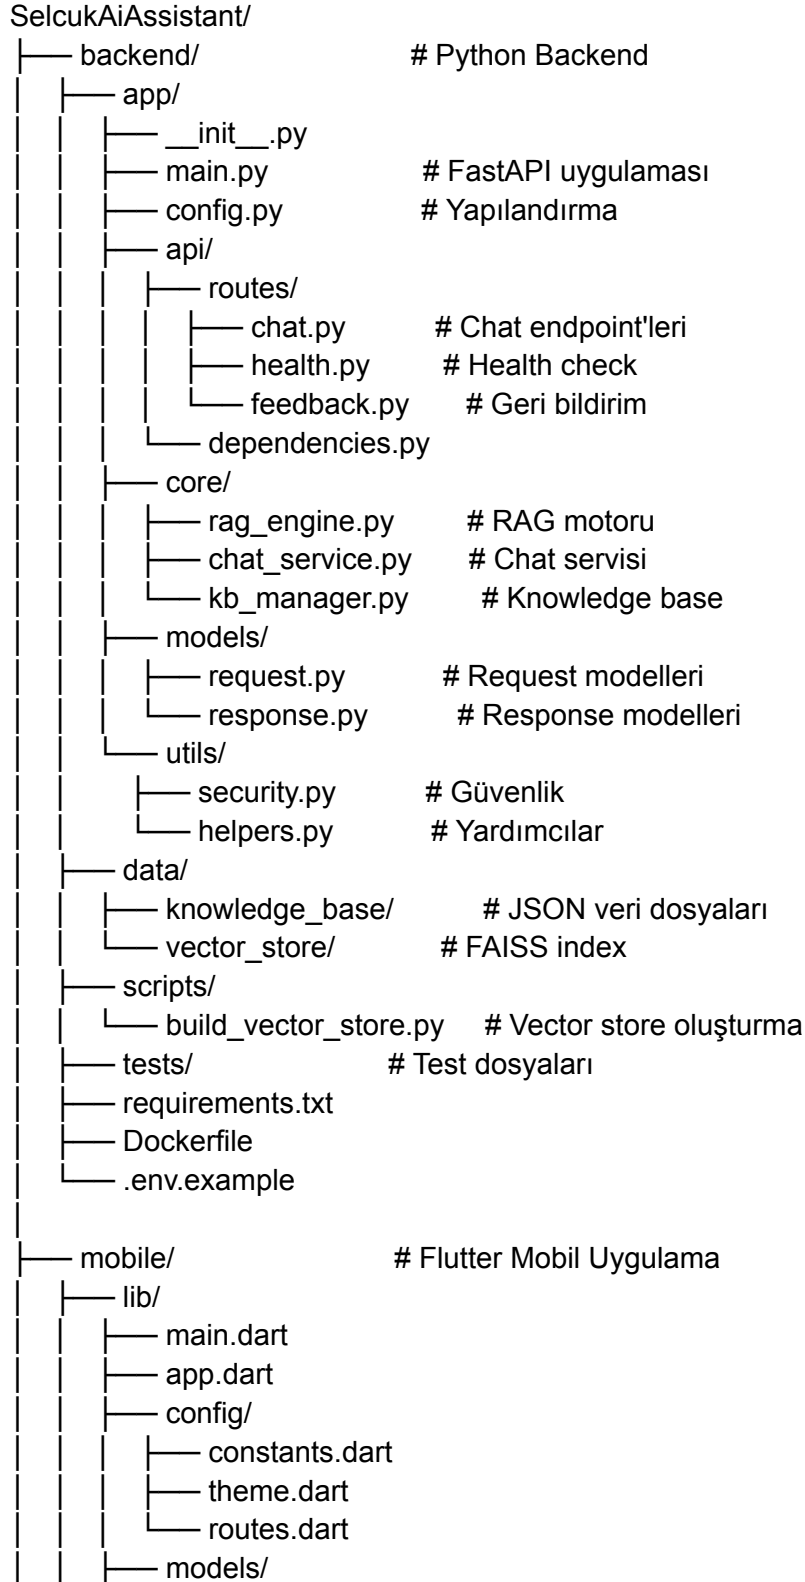 SelcukAiAssistant/
├── backend/                    # Python Backend
│   ├── app/
│   │   ├── __init__.py
│   │   ├── main.py              # FastAPI uygulaması
│   │   ├── config.py            # Yapılandırma
│   │   ├── api/
│   │   │   ├── routes/
│   │   │   │   ├── chat.py        # Chat endpoint'leri
│   │   │   │   ├── health.py      # Health check
│   │   │   │   └── feedback.py    # Geri bildirim
│   │   │   └── dependencies.py
│   │   ├── core/
│   │   │   ├── rag_engine.py      # RAG motoru
│   │   │   ├── chat_service.py    # Chat servisi
│   │   │   └── kb_manager.py      # Knowledge base
│   │   ├── models/
│   │   │   ├── request.py         # Request modelleri
│   │   │   └── response.py        # Response modelleri
│   │   └── utils/
│   │       ├── security.py        # Güvenlik
│   │       └── helpers.py         # Yardımcılar
│   ├── data/
│   │   ├── knowledge_base/        # JSON veri dosyaları
│   │   └── vector_store/          # FAISS index
│   ├── scripts/
│   │   └── build_vector_store.py  # Vector store oluşturma
│   ├── tests/                   # Test dosyaları
│   ├── requirements.txt
│   ├── Dockerfile
│   └── .env.example
│
├── mobile/                      # Flutter Mobil Uygulama
│   ├── lib/
│   │   ├── main.dart
│   │   ├── app.dart
│   │   ├── config/
│   │   │   ├── constants.dart
│   │   │   ├── theme.dart
│   │   │   └── routes.dart
│   │   ├── models/